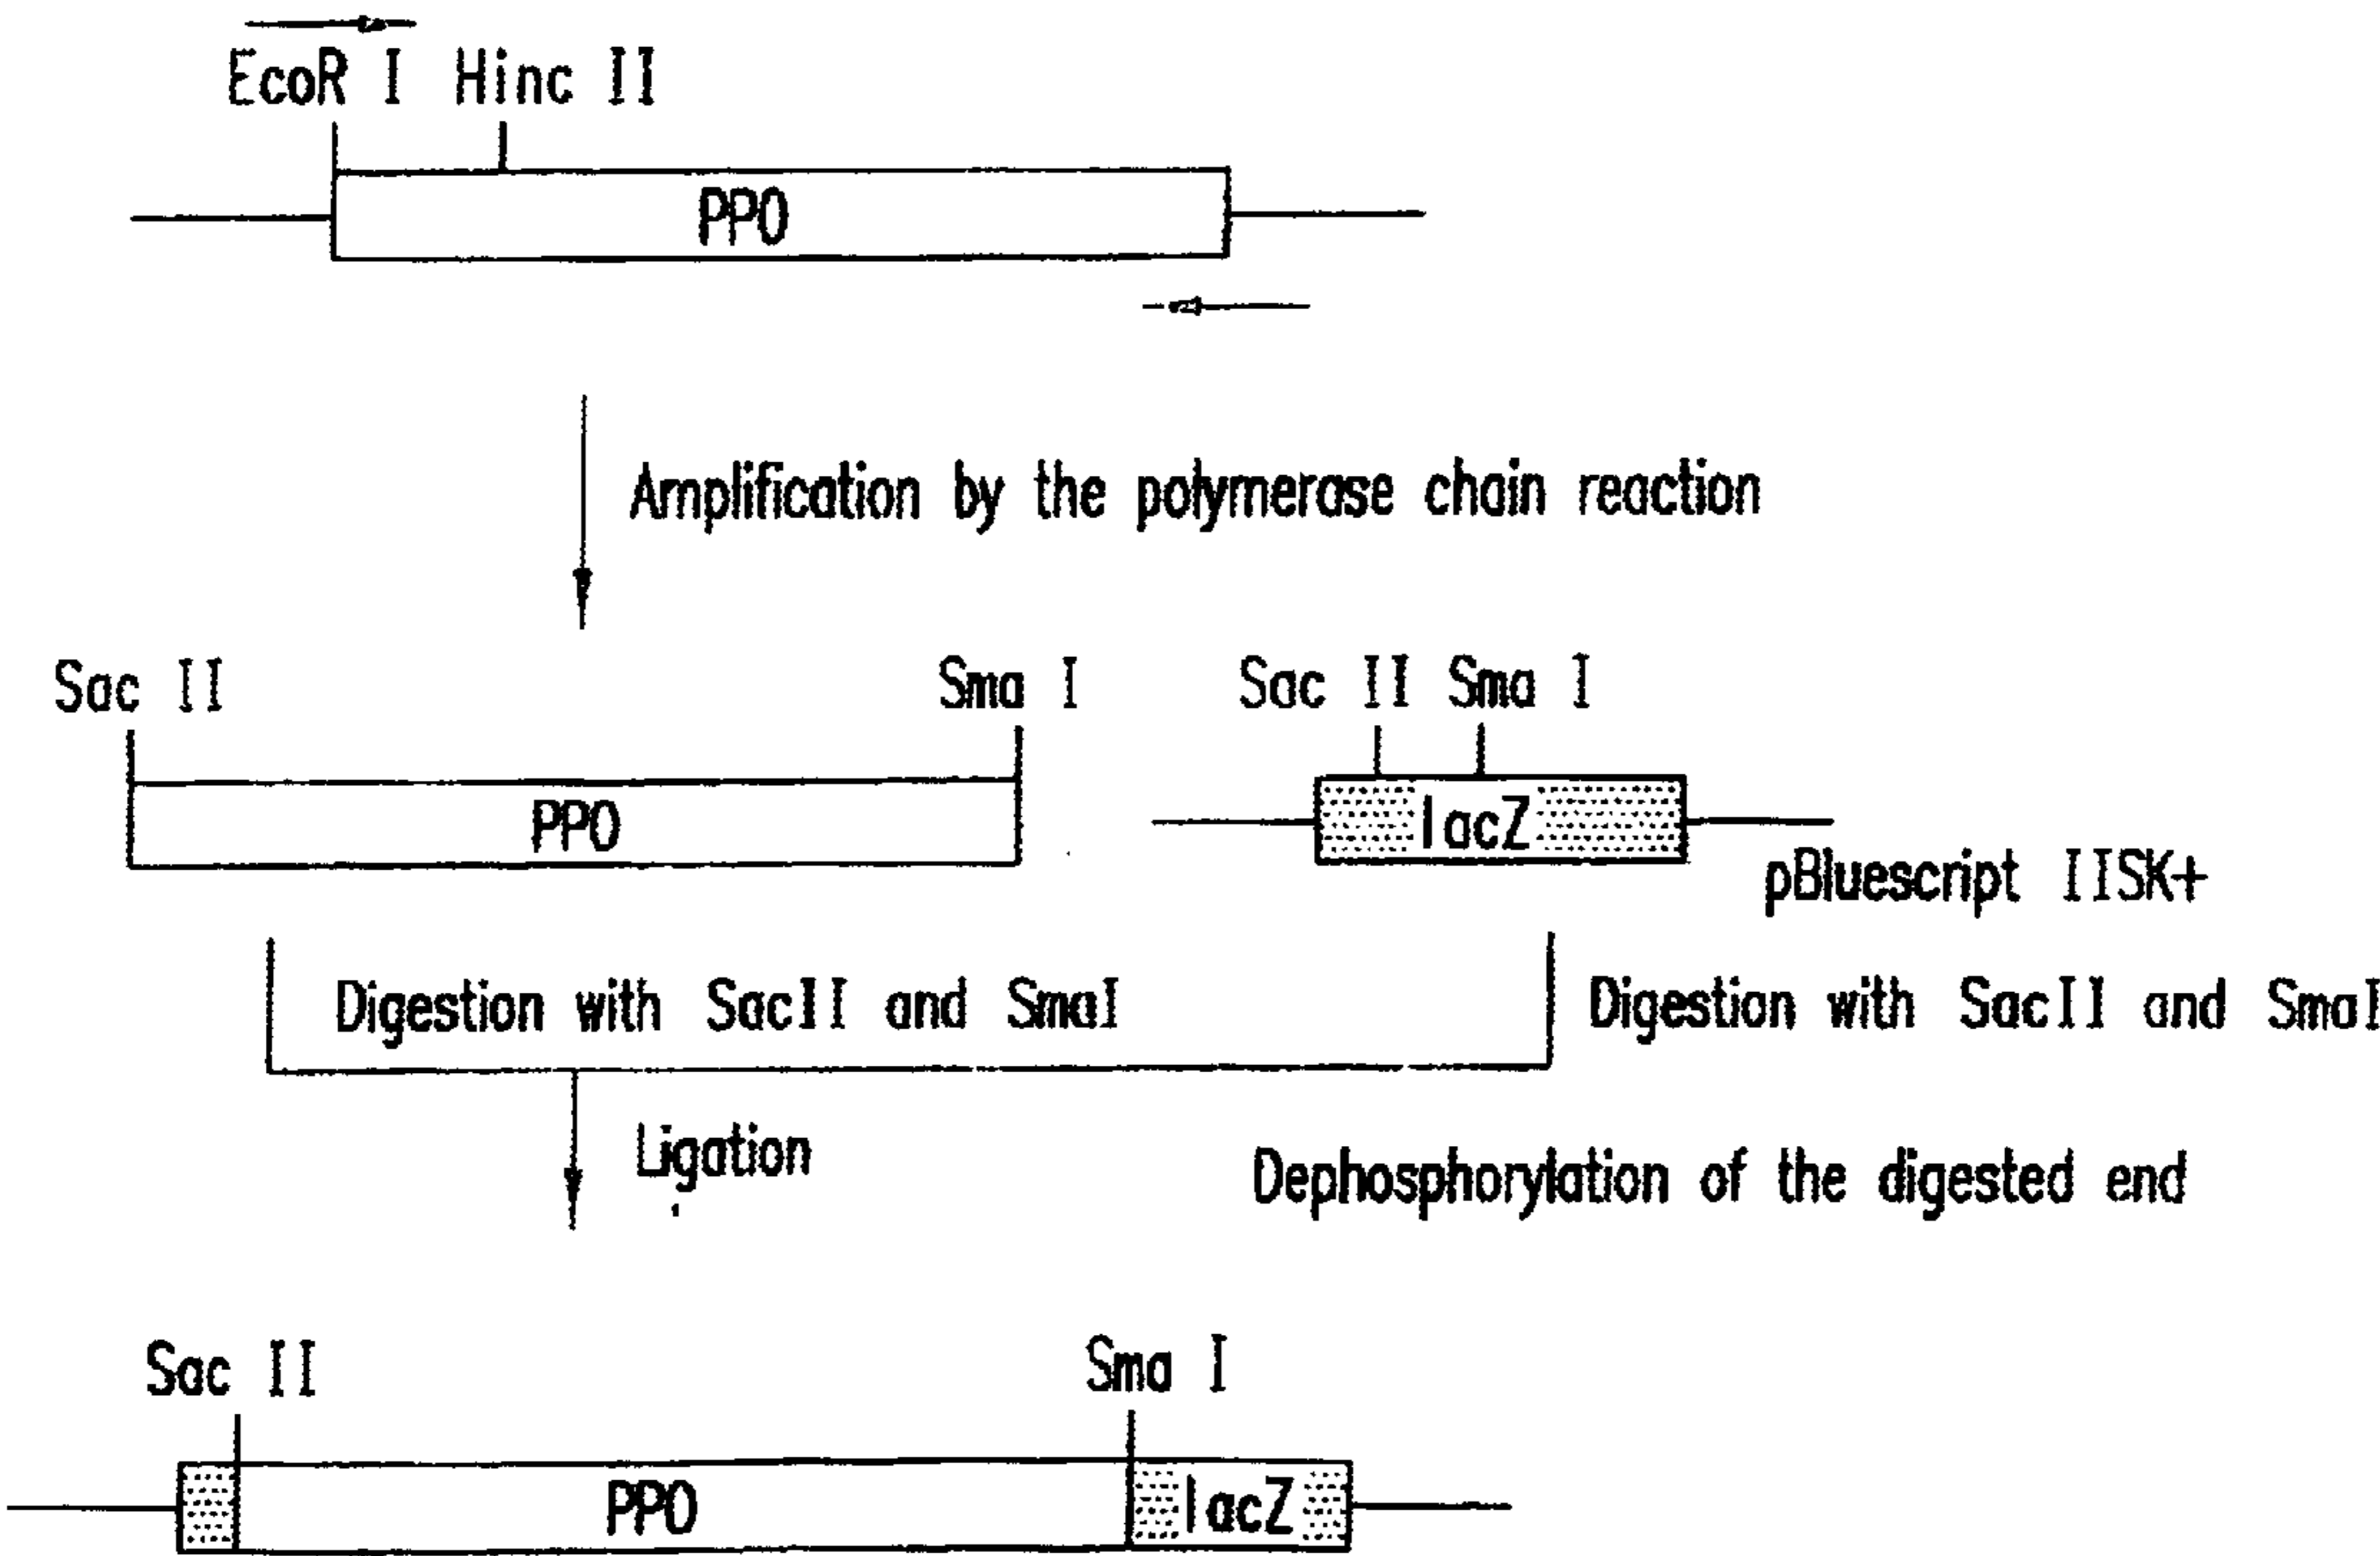 EcoR I Hinc II
PPO
Amplification by the polymerase chain reaction
Sac II Sma I Sac II Sma I
PPO lacZ
pBluescript IISK+
Digestion with SacII and SmaI Digestion with SacII and SmaI
Ligation
Dephosphorylation of the digested end
Sac II Sma I
PPO lacZ